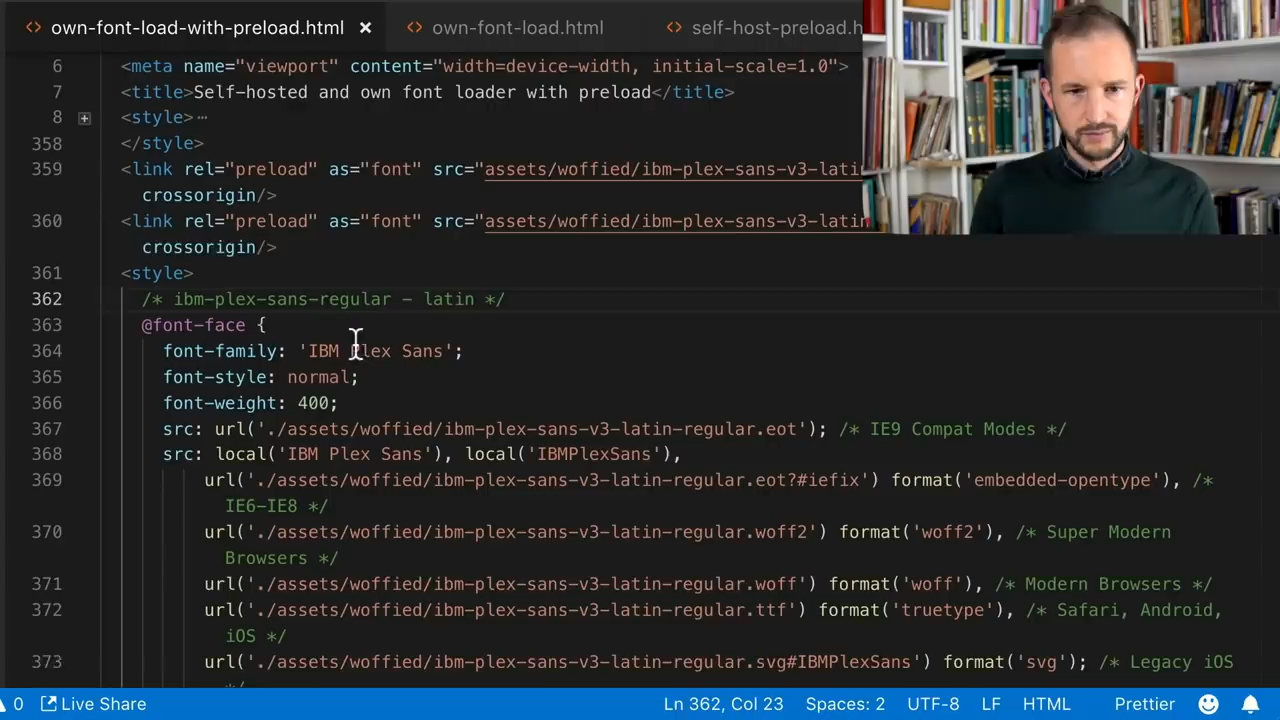 own-font-load-with-preload.html
own-font-load.html
self-host-preload.h
6 <meta name="viewport" content="width=device-width, initial-scale=1.0">
7 <title>Self-hosted and own font loader with preload</title>
8 <style>⋯
358 </style>
359 <link rel="preload" as="font" src="assets/woffied/ibm-plex-sans-v3-lati
crossorigin/>
360 <link rel="preload" as="font" src="assets/woffied/ibm-plex-sans-v3-latin
crossorigin/>
361 <style>
362 /* ibm-plex-sans-regular - latin */
363 @font-face {
364 font-family: 'IBM Plex Sans';
365 font-style: normal;
366 font-weight: 400;
367 src: url('./assets/woffied/ibm-plex-sans-v3-latin-regular.eot'); /* IE9 Compat Modes */
368 src: local('IBM Plex Sans'), local('IBMPlexSans'),
369 url('./assets/woffied/ibm-plex-sans-v3-latin-regular.eot?#iefix') format('embedded-opentype'), /*
IE6-IE8 */
370 url('./assets/woffied/ibm-plex-sans-v3-latin-regular.woff2') format('woff2'), /* Super Modern
Browsers */
371 url('./assets/woffied/ibm-plex-sans-v3-latin-regular.woff') format('woff'), /* Modern Browsers */
372 url('./assets/woffied/ibm-plex-sans-v3-latin-regular.ttf') format('truetype'), /* Safari, Android,
iOS */
373 url('./assets/woffied/ibm-plex-sans-v3-latin-regular.svg#IBMPlexSans') format('svg'); /* Legacy iOS
*/
0 Live Share
Ln 362, Col 23
Spaces: 2
UTF-8
LF
HTML
Prettier